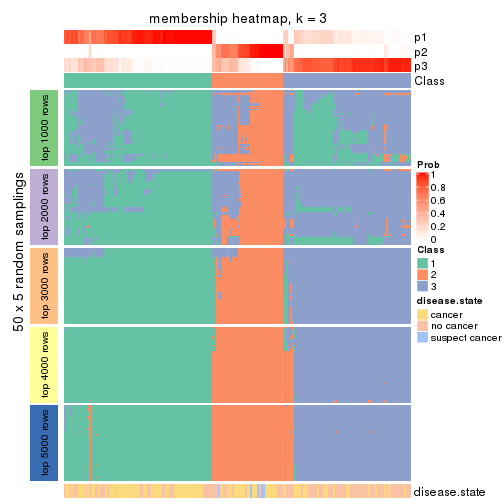 membership heatmap, k = 3
p1
p2
p3
Class
50 x 5 random samplings
top 1000 rows
top 2000 rows
top 3000 rows
top 4000 rows
top 5000 rows
Prob
1
0.8
0.6
0.4
0.2
0
Class
1
2
3
disease.state
cancer
no cancer
suspect cancer
disease.state